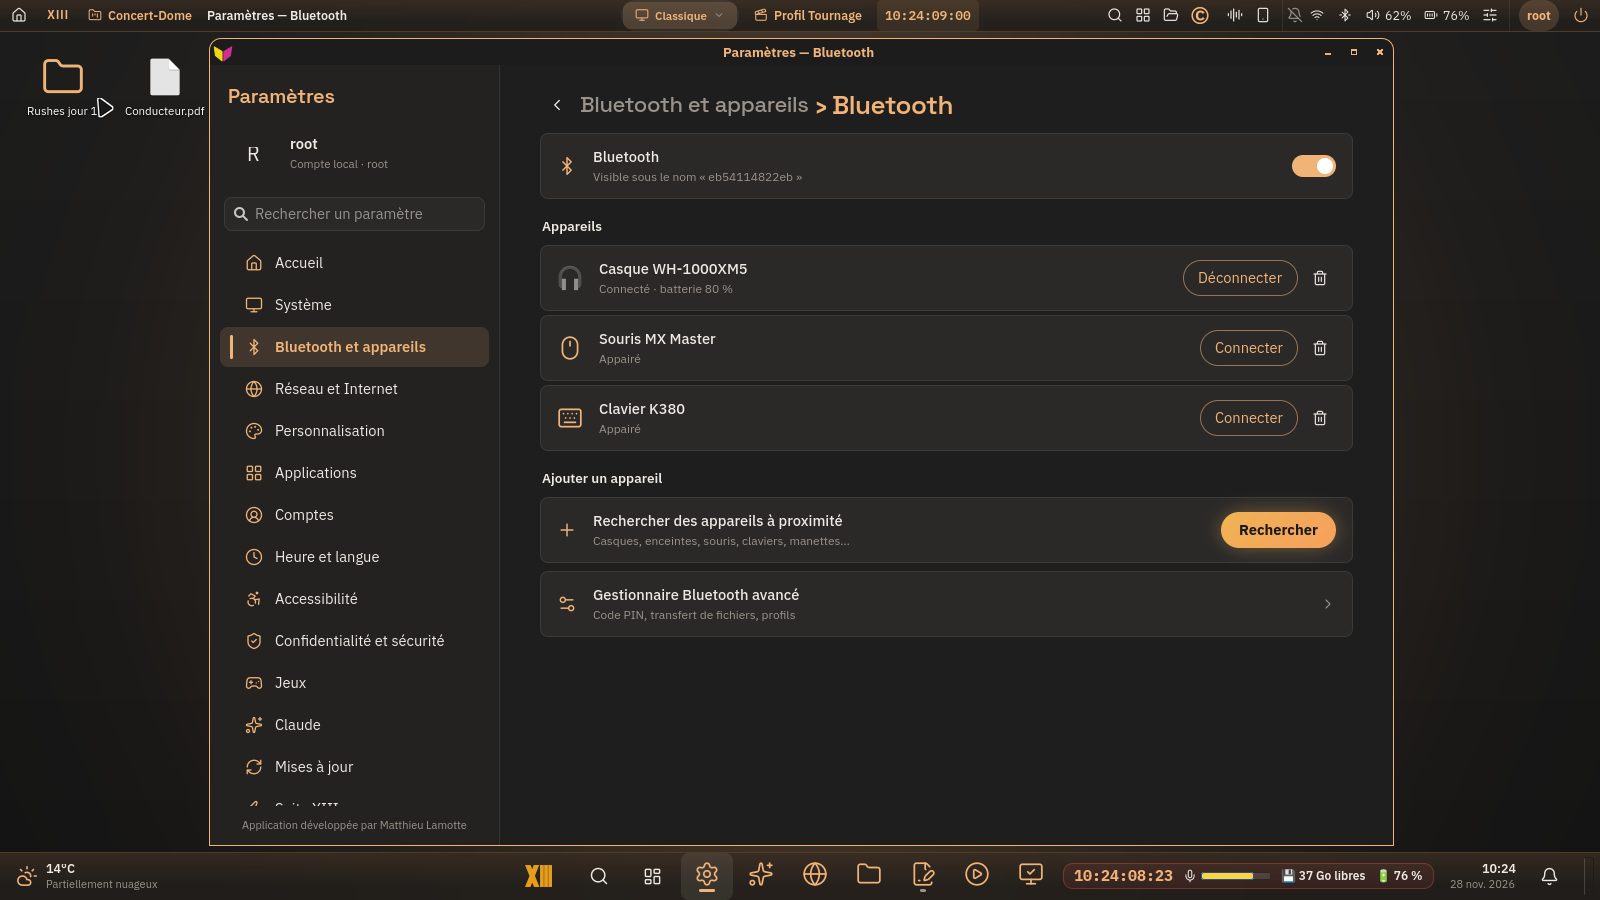 XIII Concert-Dome Paramètres — Bluetooth Classique Profil Tournage 10:24:09:00 62% 76% root
Paramètres — Bluetooth
Rushes jour 1
Conducteur.pdf
Paramètres
R
root
Compte local · root
Rechercher un paramètre
Accueil
Système
Bluetooth et appareils
Réseau et Internet
Personnalisation
Applications
Comptes
Heure et langue
Accessibilité
Confidentialité et sécurité
Jeux
Claude
Mises à jour
Suite XIII
Application développée par Matthieu Lamotte
Bluetooth et appareils > Bluetooth
Bluetooth
Visible sous le nom « eb54114822eb »
Appareils
Casque WH-1000XM5
Connecté · batterie 80 %
Déconnecter
Souris MX Master
Appairé
Connecter
Clavier K380
Appairé
Connecter
Ajouter un appareil
Rechercher des appareils à proximité
Casques, enceintes, souris, claviers, manettes...
Rechercher
Gestionnaire Bluetooth avancé
Code PIN, transfert de fichiers, profils
14°C
Partiellement nuageux
XIII
10:24:08:23 37 Go libres 76 %
10:24
28 nov. 2026